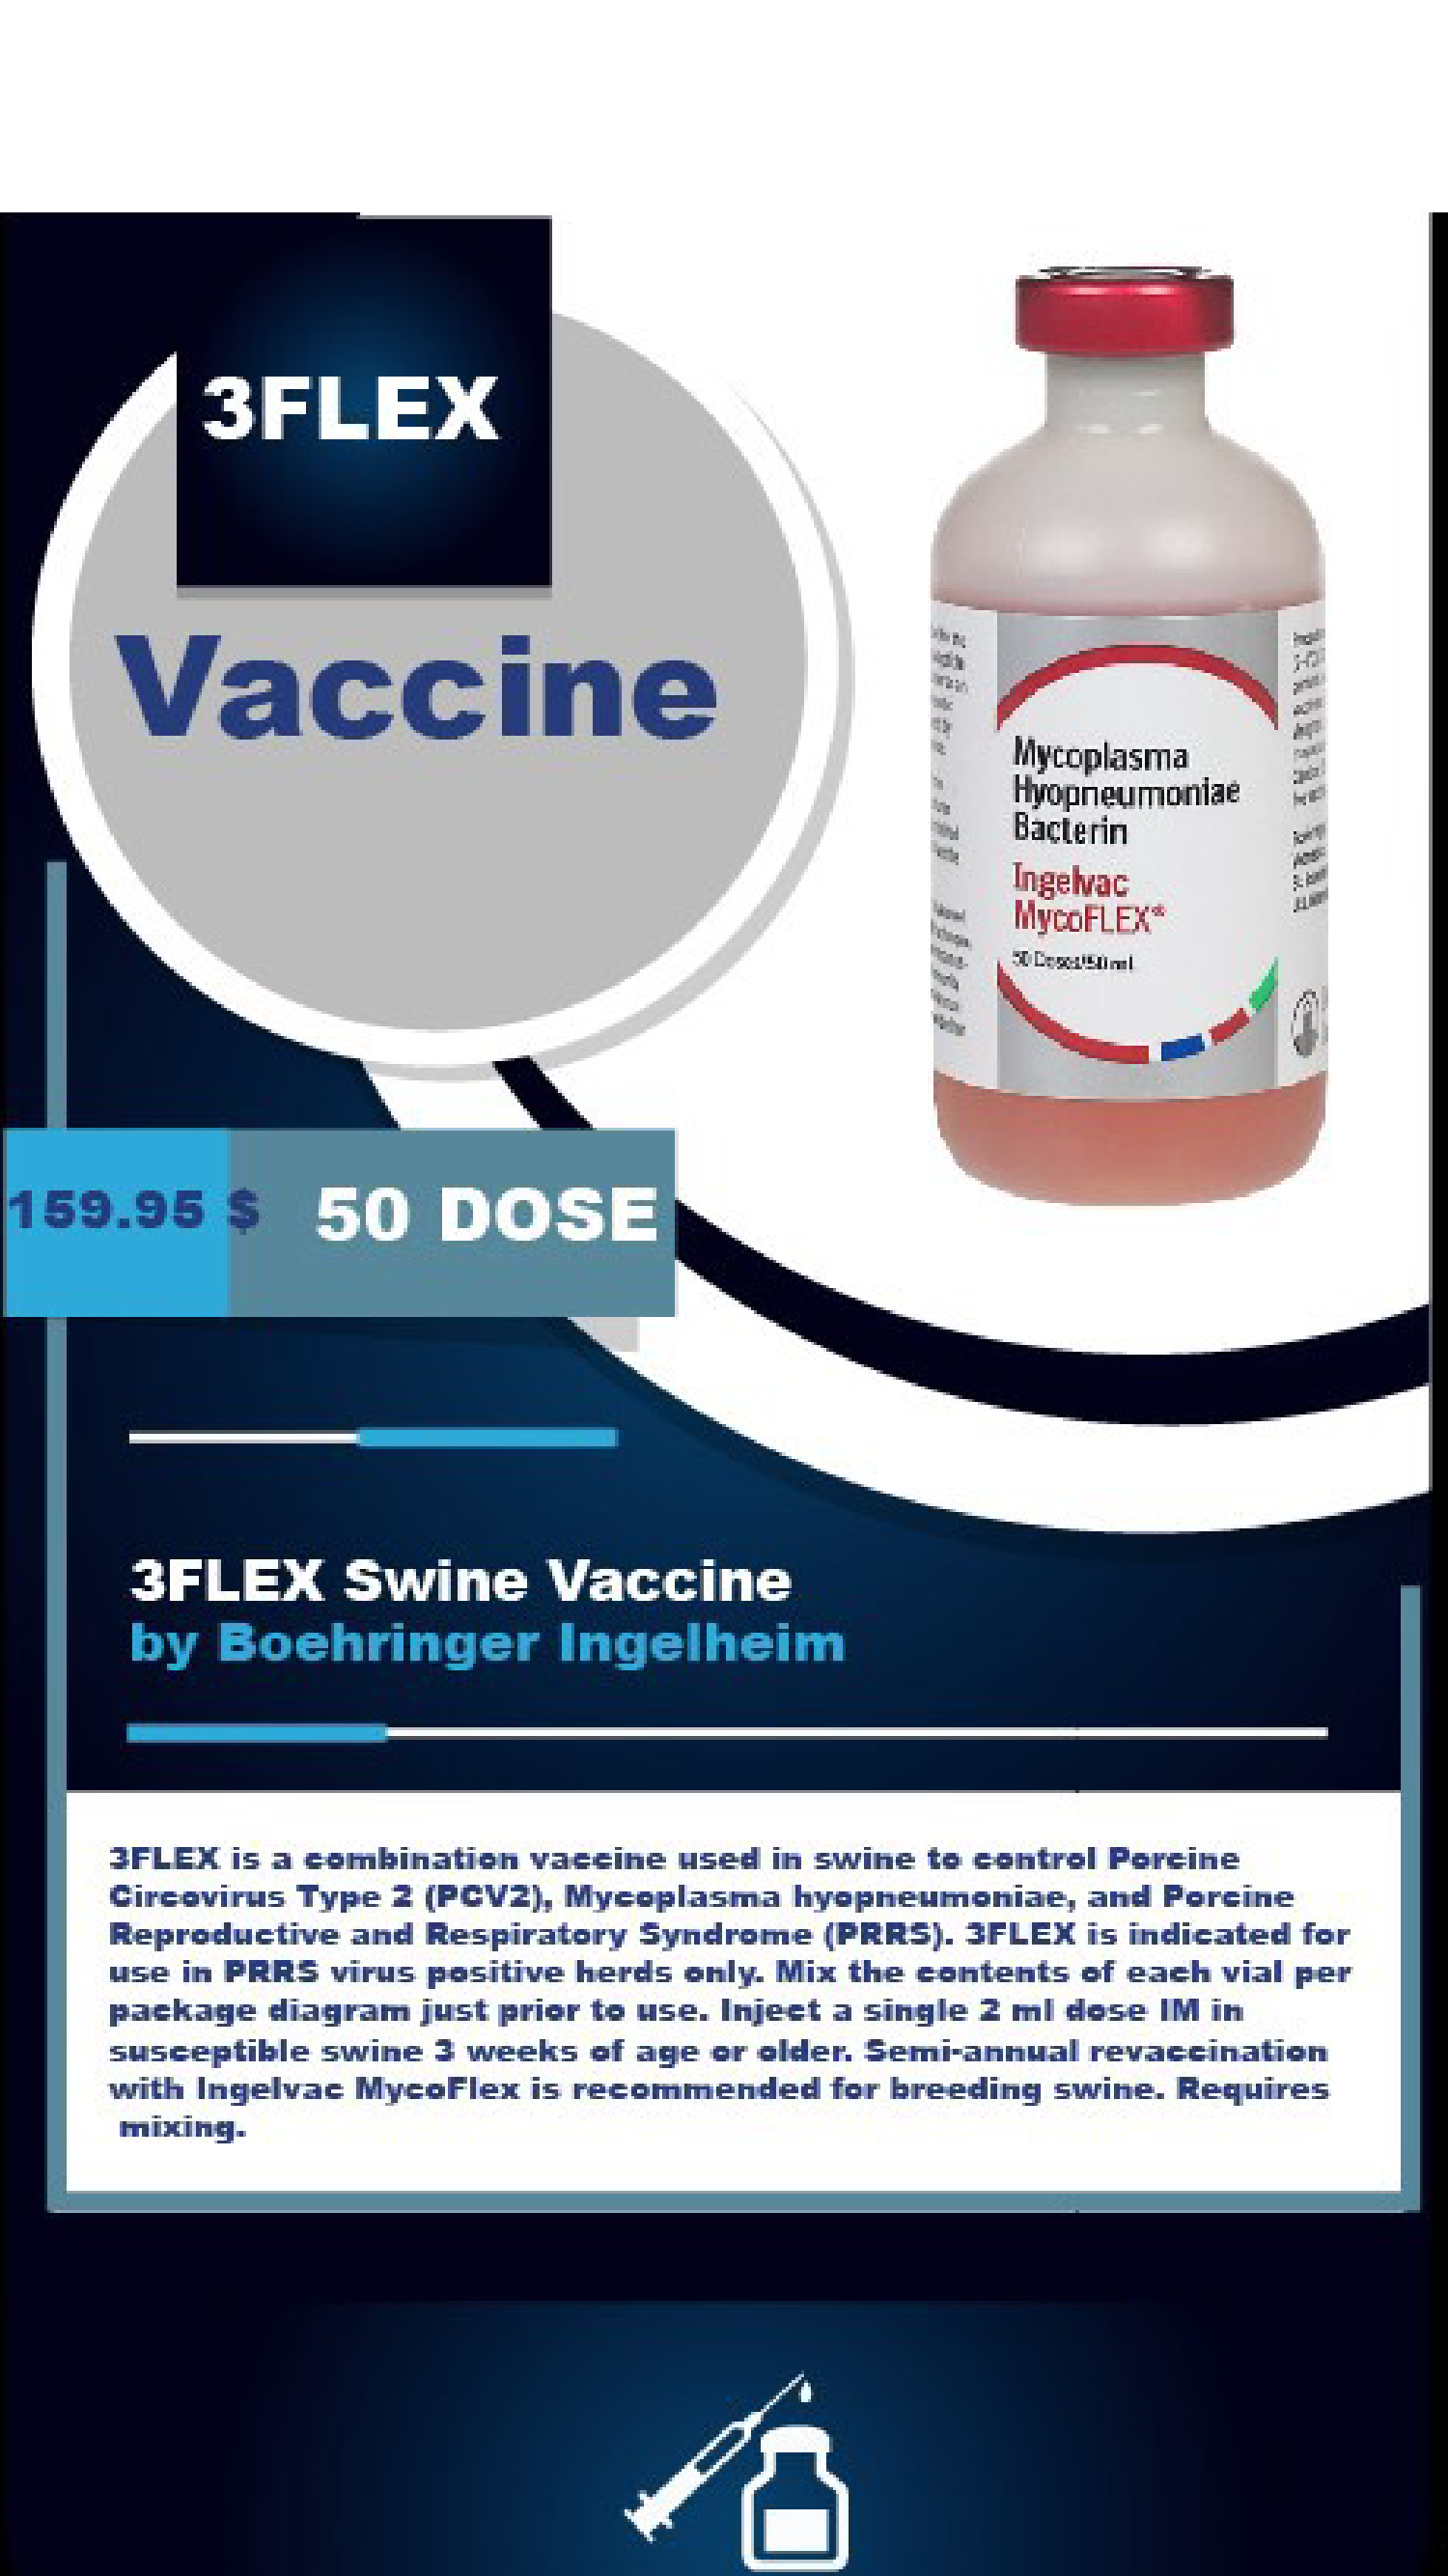 3FLEX
Vaccine
Mycoplasma
Hyopneumoniae
Bacterin
Ingelvac
MycoFLEX®
50 Doses/50 ml
159.95 $
50 DOSE
3FLEX Swine Vaccine
by Boehringer Ingelheim
3FLEX is a combination vaccine used in swine to control Porcine
Circovirus Type 2 (PCV2), Mycoplasma hyopneumoniae, and Porcine
Reproductive and Respiratory Syndrome (PRRS). 3FLEX is indicated for
use in PRRS virus positive herds only. Mix the contents of each vial per
package diagram just prior to use. Inject a single 2 ml dose IM in
susceptible swine 3 weeks of age or older. Semi-annual revaccination
with Ingelvac MycoFlex is recommended for breeding swine. Requires
mixing.